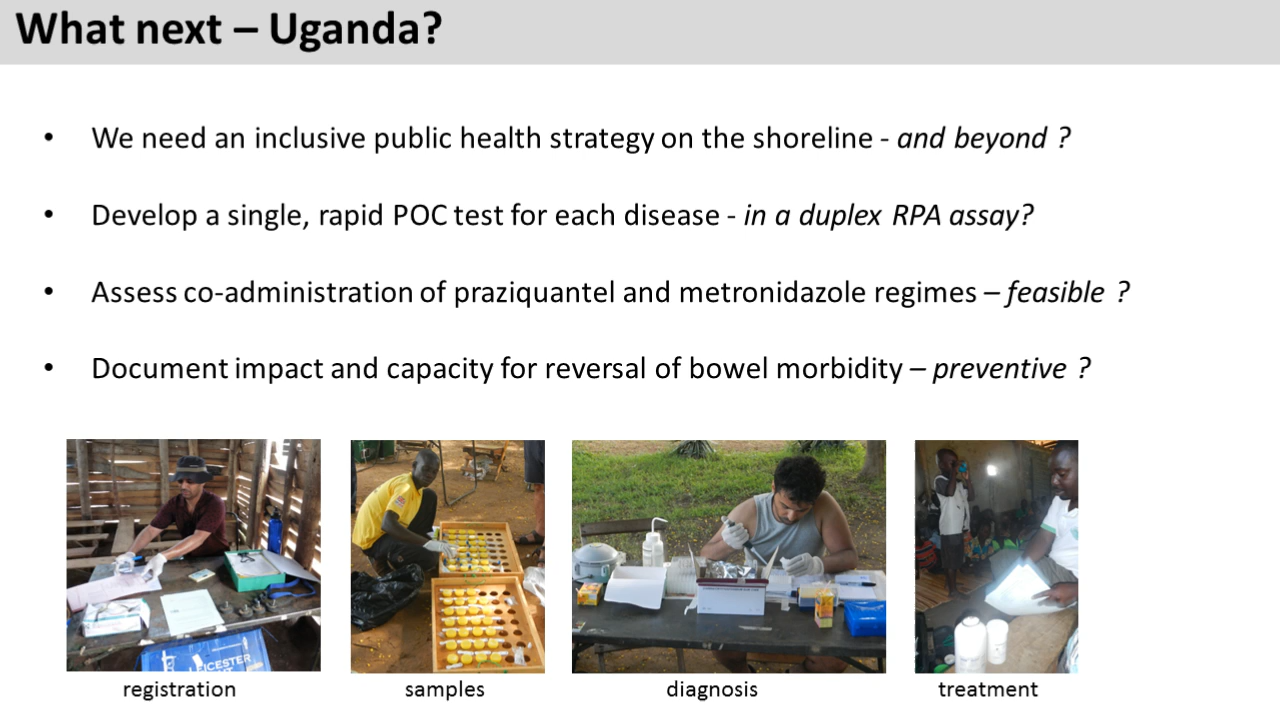 What next – Uganda?
• We need an inclusive public health strategy on the shoreline - and beyond ?
• Develop a single, rapid POC test for each disease - in a duplex RPA assay?
• Assess co-administration of praziquantel and metronidazole regimes – feasible ?
• Document impact and capacity for reversal of bowel morbidity – preventive ?
registration
samples
diagnosis
treatment